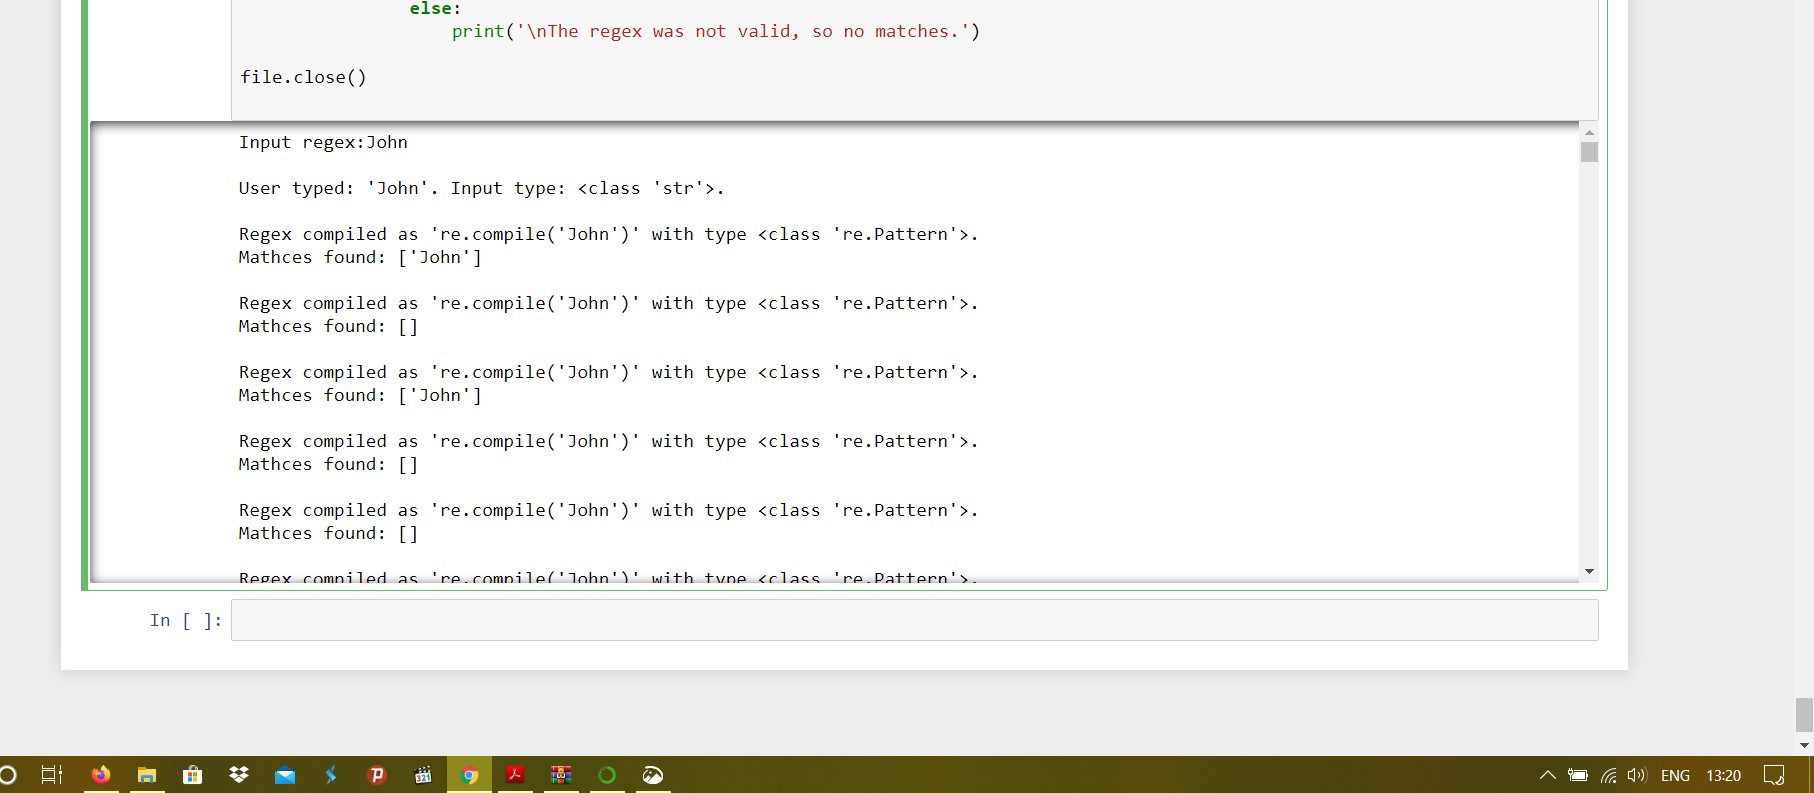 else:
print('\nThe regex was not valid, so no matches.')
file.close()
Input regex:John
User typed: 'John'. Input type: <class 'str'>.
Regex compiled as 're.compile('John')' with type <class 're.Pattern'>.
Mathces found: ['John']
Regex compiled as 're.compile('John')' with type <class 're.Pattern'>.
Mathces found: []
Regex compiled as 're.compile('John')' with type <class 're.Pattern'>.
Mathces found: ['John']
Regex compiled as 're.compile('John')' with type <class 're.Pattern'>.
Mathces found: []
Regex compiled as 're.compile('John')' with type <class 're.Pattern'>.
Mathces found: []
Regex compiled as 're.compile('John')' with type <class 're.Pattern'>.
In [ ]:
321
ENG 13:20